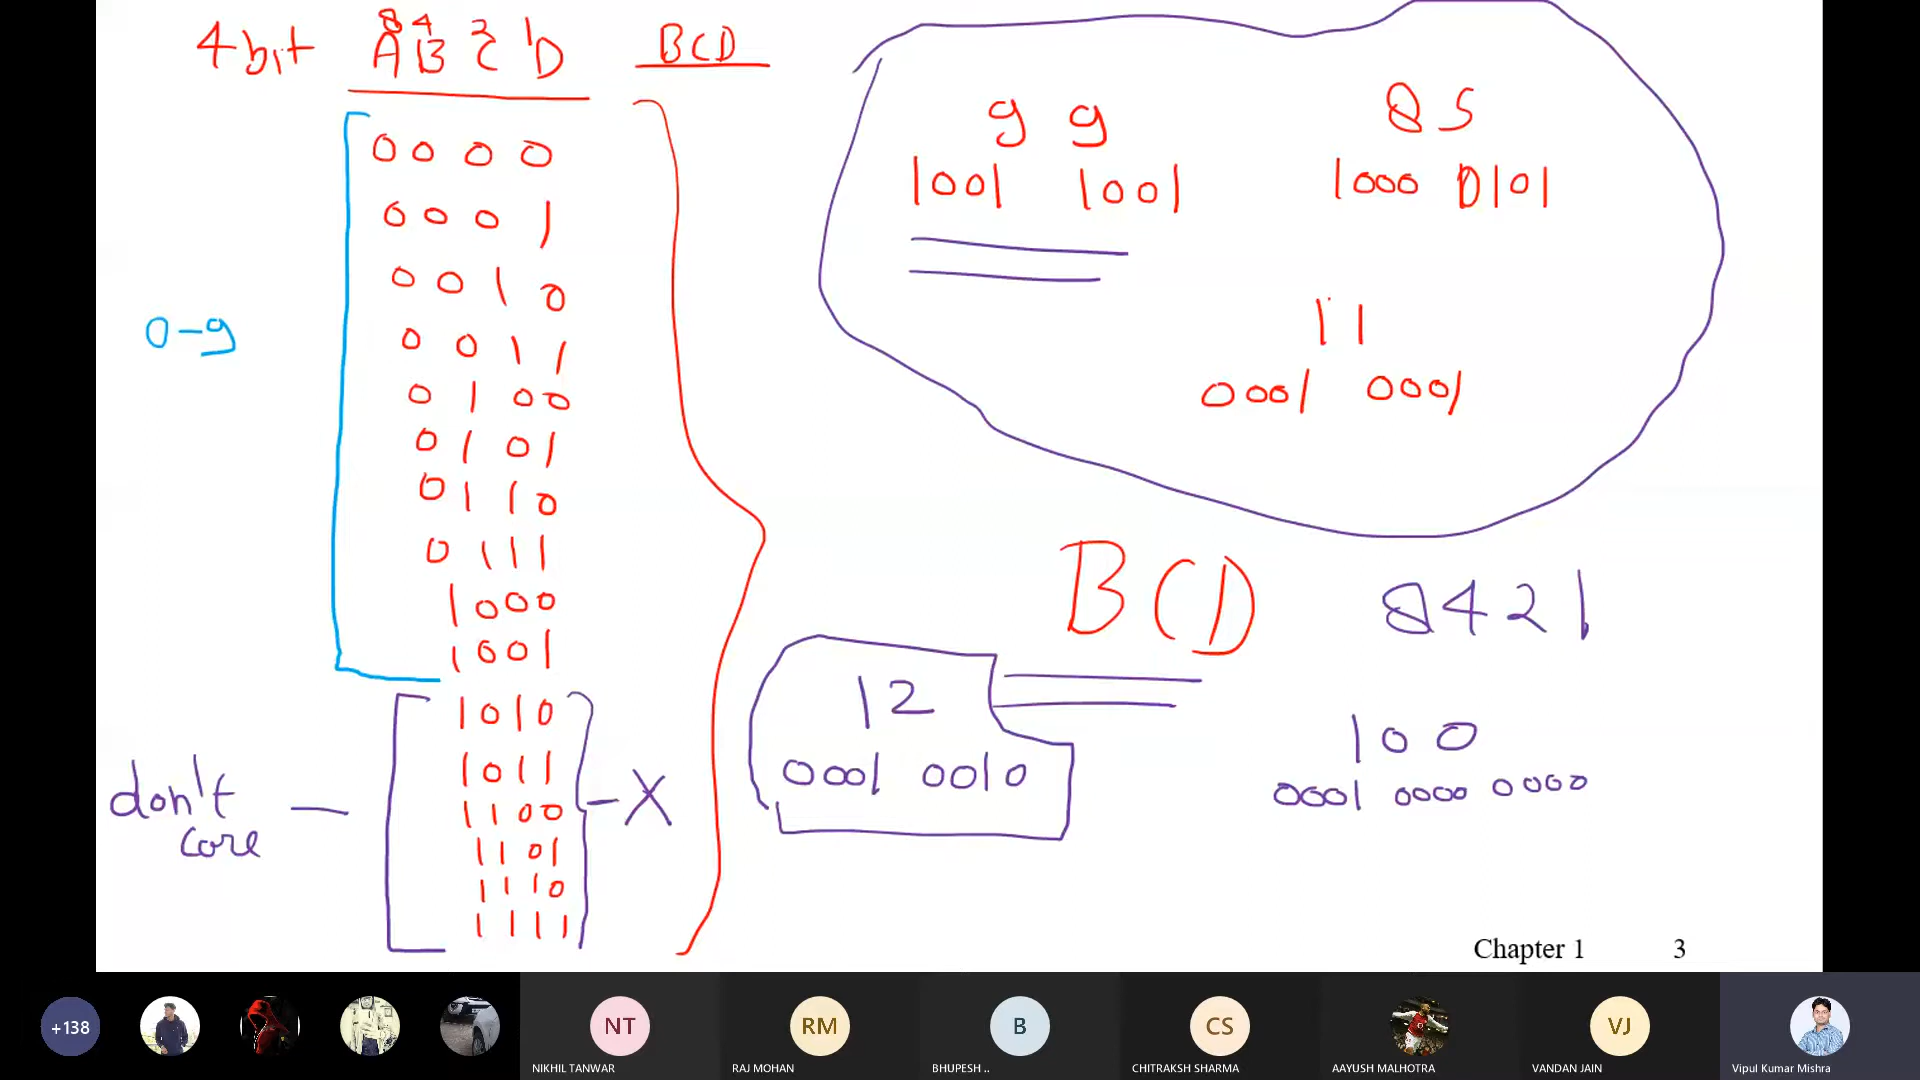 8 4 2 1
4 bit A B C D BCD
0 0 0 0
0 0 0 1
0 0 1 0
0 0 1 1
0 1 0 0
0 1 0 1
0 1 1 0
0 1 1 1
1 0 0 0
1 0 0 1
1 0 1 0
1 0 1 1
1 1 0 0
1 1 0 1
1 1 1 0
1 1 1 1
0-9
don't
care
X
9 9
1001 1001
85
1000 0101
11
0001 0001
BCD 8421
12
0001 0010
100
0001 0000 0000
Chapter 1 3
+138
NT
RM
B
CS
VJ
NIKHIL TANWAR
RAJ MOHAN
BHUPESH ..
CHITRAKSH SHARMA
AAYUSH MALHOTRA
VANDAN JAIN
Vipul Kumar Mishra